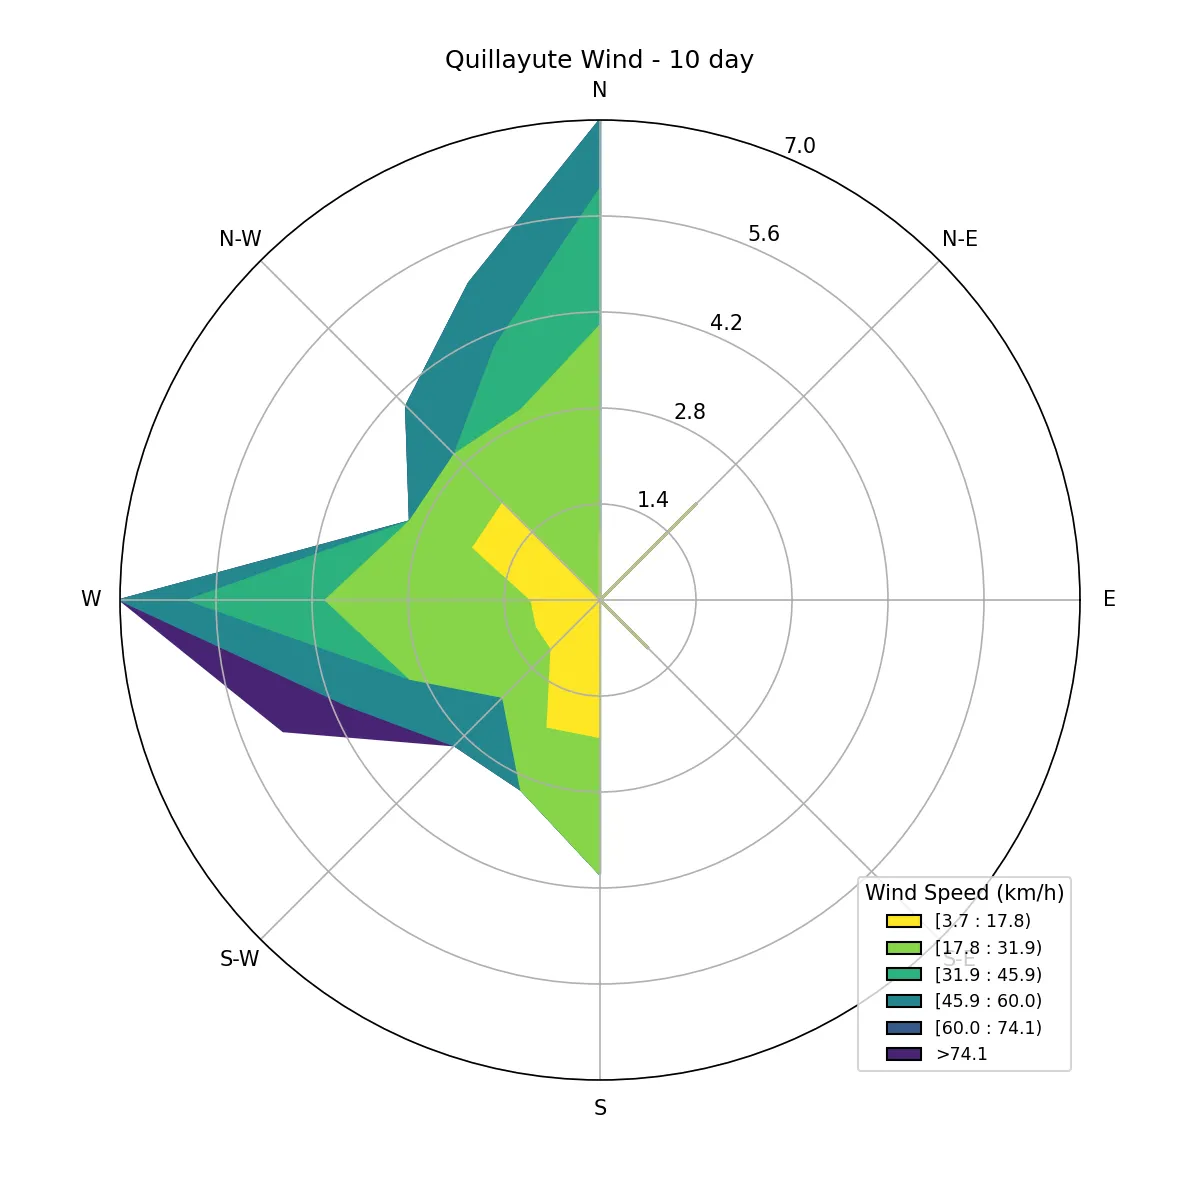 Quillayute Wind - 10 day
N
7.0
N-W
5.6
N-E
4.2
2.8
1.4
W
E
S-W
S-E
Wind Speed (km/h)
[3.7 : 17.8)
[17.8 : 31.9)
[31.9 : 45.9)
[45.9 : 60.0)
[60.0 : 74.1)
>74.1
S